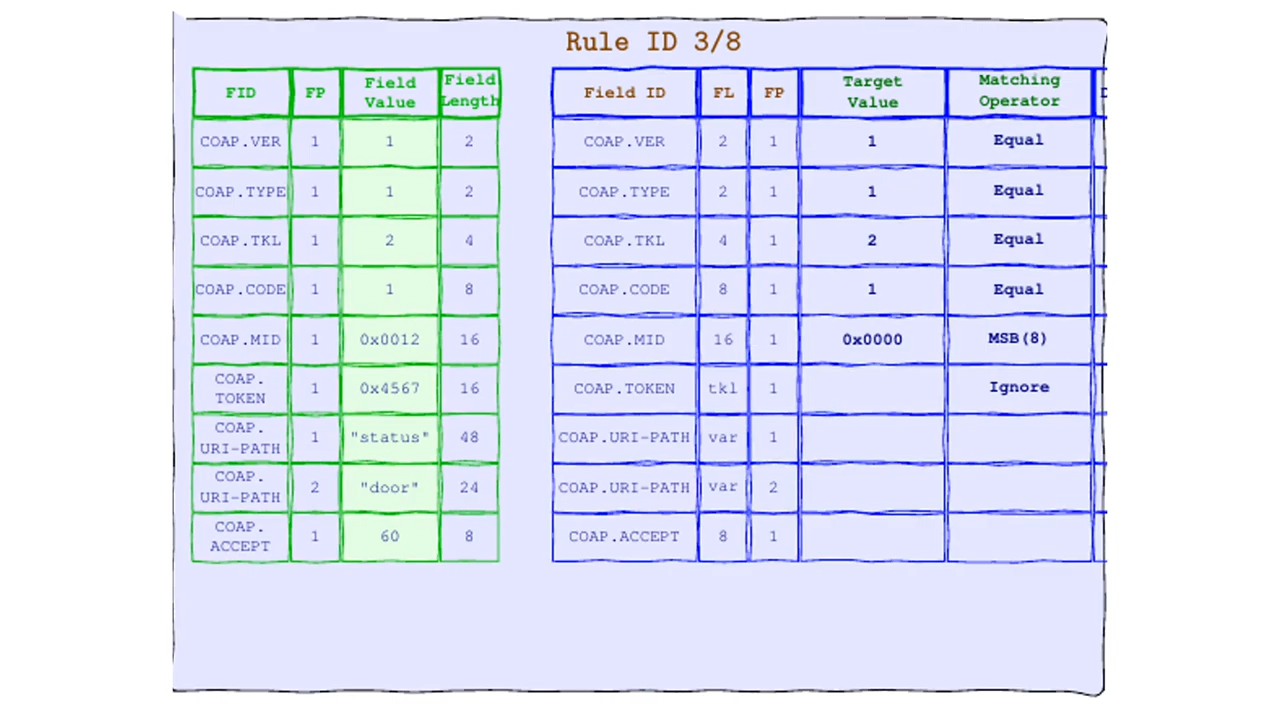 Rule ID 3/8
FID FP Field Value Field Length
COAP.VER 1 1 2
COAP.TYPE 1 1 2
COAP.TKL 1 2 4
COAP.CODE 1 1 8
COAP.MID 1 0x0012 16
COAP. TOKEN 1 0x4567 16
COAP. URI-PATH 1 "status" 48
COAP. URI-PATH 2 "door" 24
COAP. ACCEPT 1 60 8
Field ID FL FP Target Value Matching Operator
COAP.VER 2 1 1 Equal
COAP.TYPE 2 1 1 Equal
COAP.TKL 4 1 2 Equal
COAP.CODE 8 1 1 Equal
COAP.MID 16 1 0x0000 MSB(8)
COAP.TOKEN tkl 1 Ignore
COAP.URI-PATH var 1
COAP.URI-PATH var 2
COAP.ACCEPT 8 1